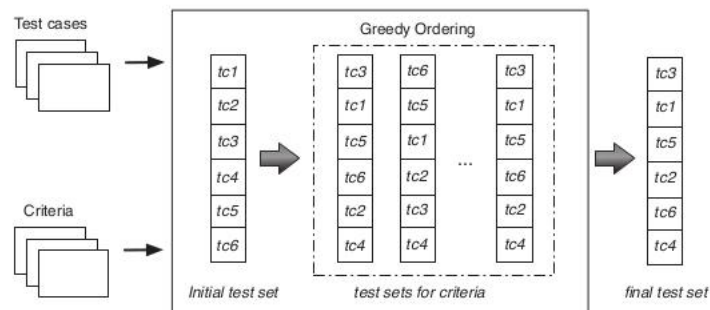 Test cases
Criteria
Greedy Ordering
tc1
tc2
tc3
tc4
tc5
tc6
Initial test set
tc3
tc1
tc5
tc6
tc2
tc4
tc6
tc5
tc1
tc2
tc3
tc4
...
tc3
tc1
tc5
tc6
tc2
tc4
test sets for criteria
tc3
tc1
tc5
tc2
tc6
tc4
final test set